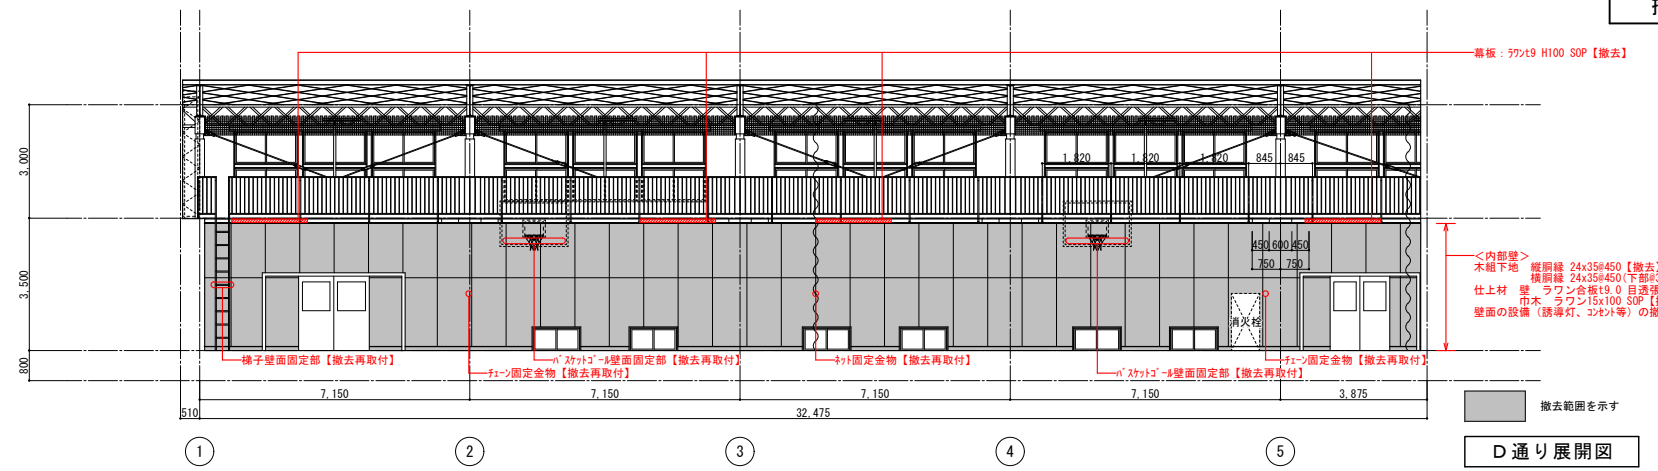 幕板：ﾗﾜﾝt9 H100 SOP【撤去】
3,000
1,820
1,820
1,820
845
845
450
600
450
750
750
3,500
800
＜内部壁＞
木組下地　縦胴縁 24x35@450【撤去】
横胴縁 24x35@450(下部@3
仕上材　壁　ラワン合板t9.0 目透張
巾木　ラワン15x100 SOP【
壁面の設備（誘導灯、ｺﾝｾﾝﾄ等）の撤
消火栓
梯子壁面固定部【撤去再取付】
ﾊﾞｽｹｯﾄｺﾞｰﾙ壁面固定部【撤去再取付】
ﾈｯﾄ固定金物【撤去再取付】
ﾁｪｰﾝ固定金物【撤去再取付】
ﾁｪｰﾝ固定金物【撤去再取付】
ﾊﾞｽｹｯﾄｺﾞｰﾙ壁面固定部【撤去再取付】
7,150
7,150
7,150
7,150
3,875
510
32,475
撤去範囲を示す
1
2
3
4
5
D通り展開図